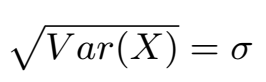 √Var(X) = σ